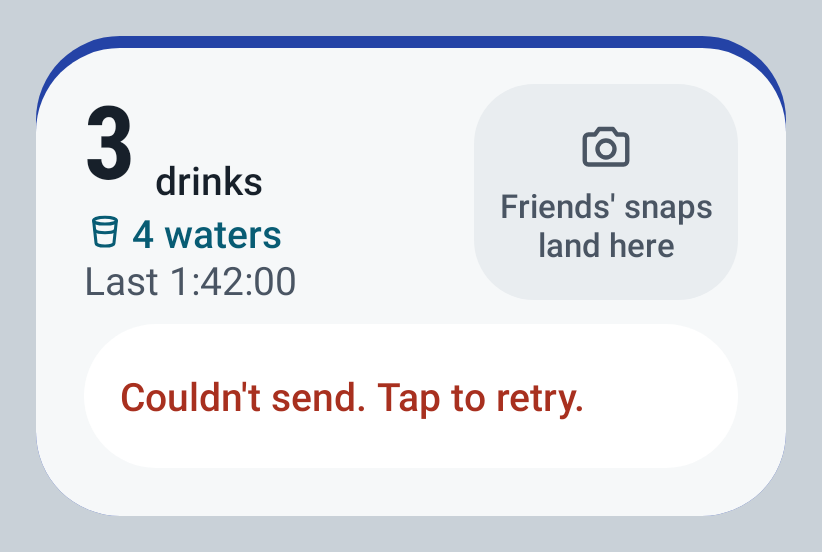 3 drinks
4 waters
Last 1:42:00
Friends' snaps
land here
Couldn't send. Tap to retry.